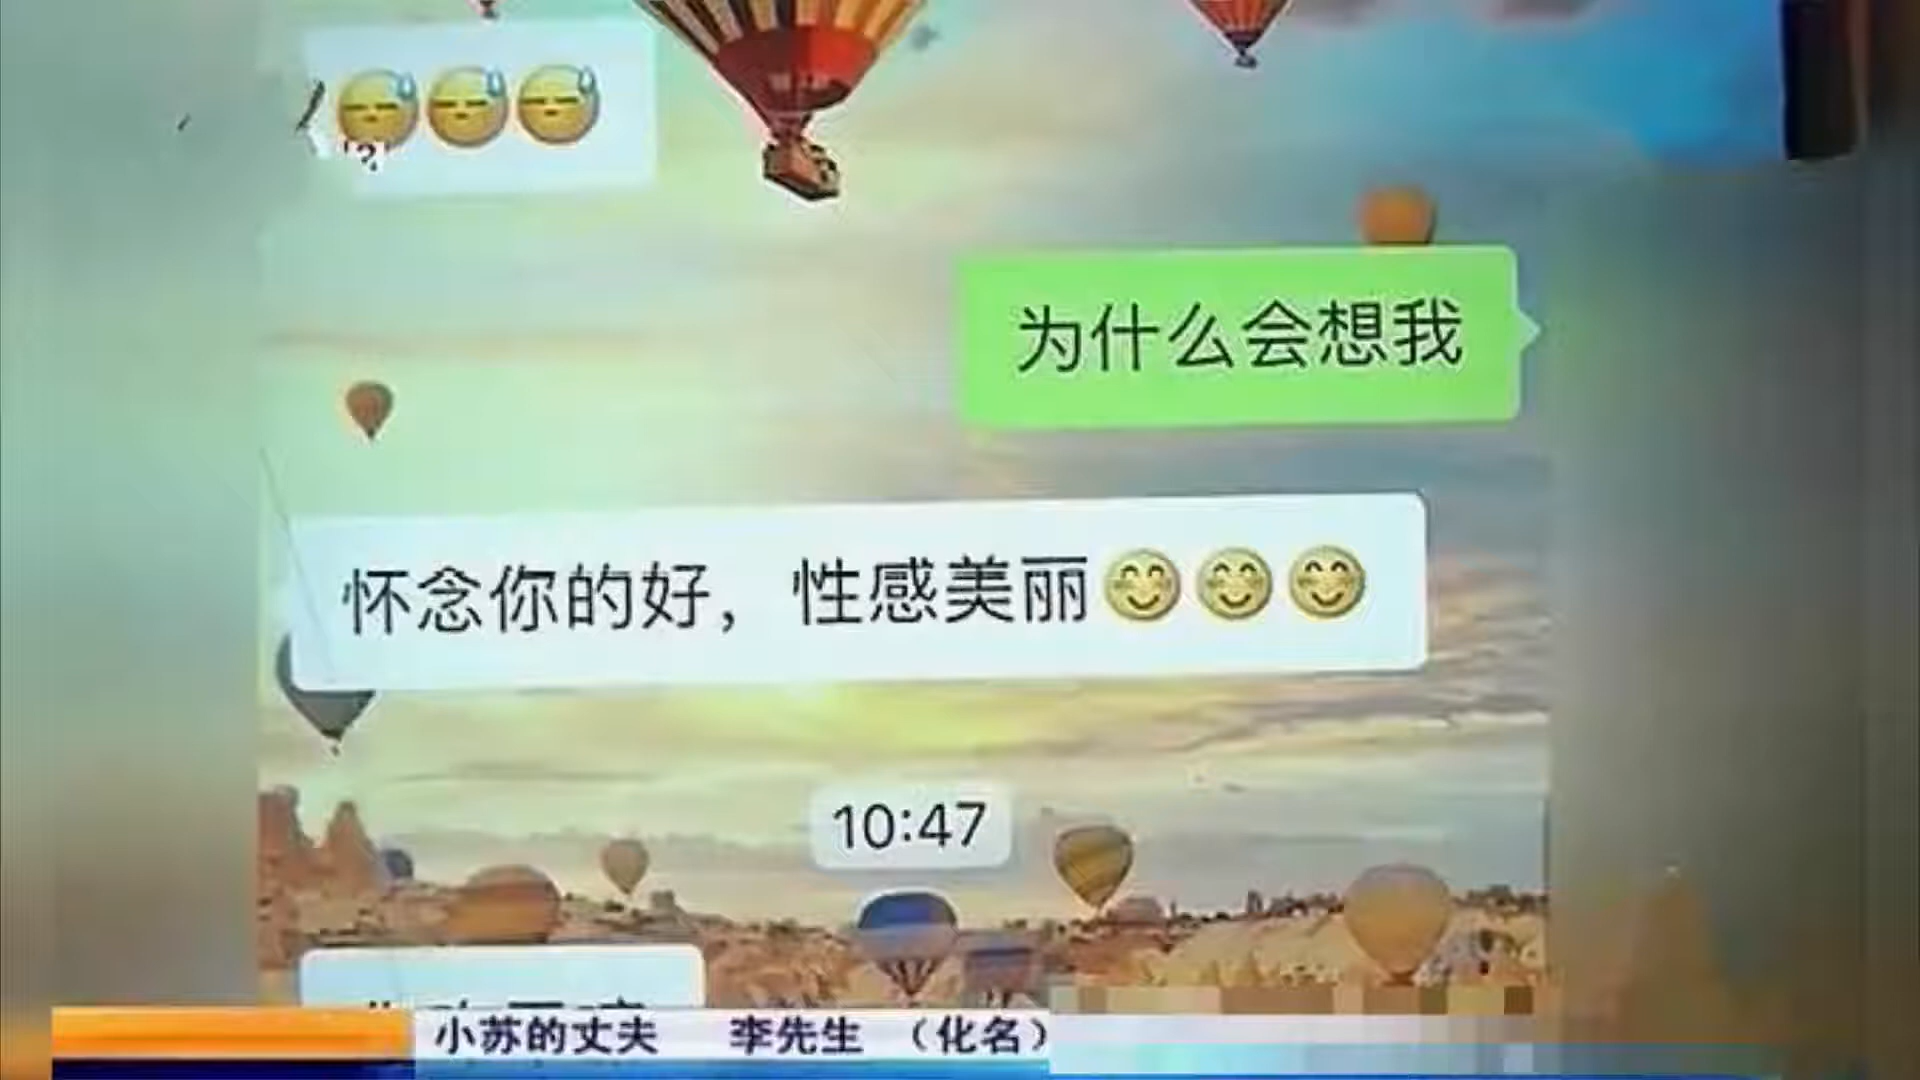 为什么会想我
怀念你的好，性感美丽😊😊😊
10:47
小苏的丈夫 李先生 （化名）